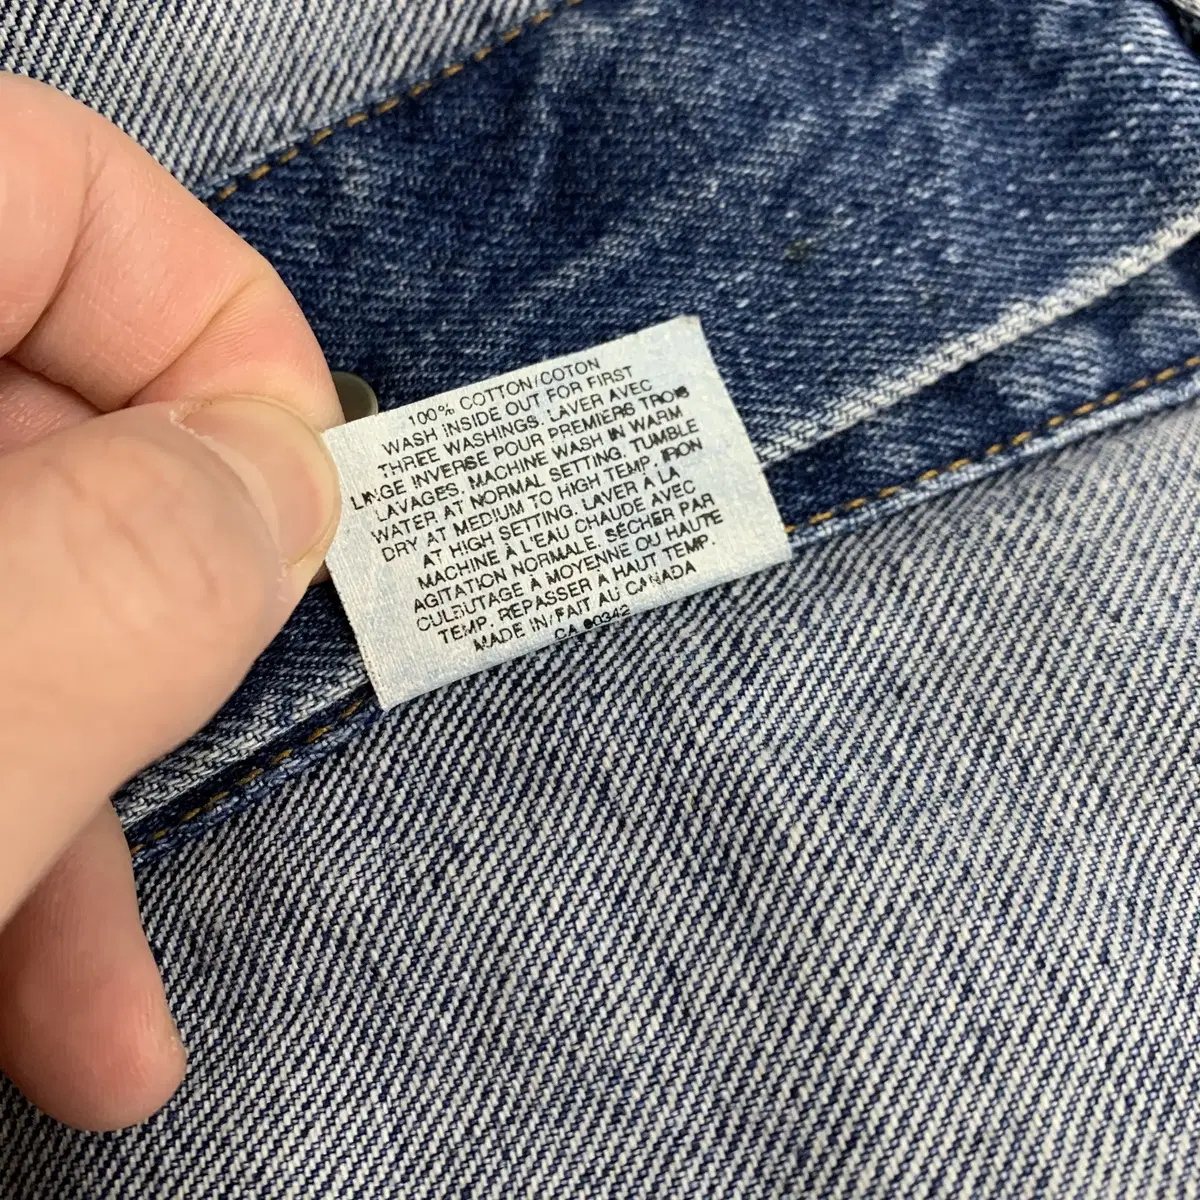 100% COTTON/COTON
WASH INSIDE OUT FOR FIRST
THREE WASHINGS. LAVER AVEC
LINGE INVERSE POUR PREMIERS TROIS
LAVAGES. MACHINE WASH IN WARM
WATER AT NORMAL SETTING. TUMBLE
DRY AT MEDIUM TO HIGH TEMP. IRON
AT HIGH SETTING. LAVER A LA
MACHINE À L'EAU CHAUDE AVEC
AGITATION NORMALE. SÉCHER PAR
CULBUTAGE À MOYENNE OU HAUTE
TEMP. REPASSER A HAUT TEMP.
MADE IN/FAIT AU CANADA
CA 00342